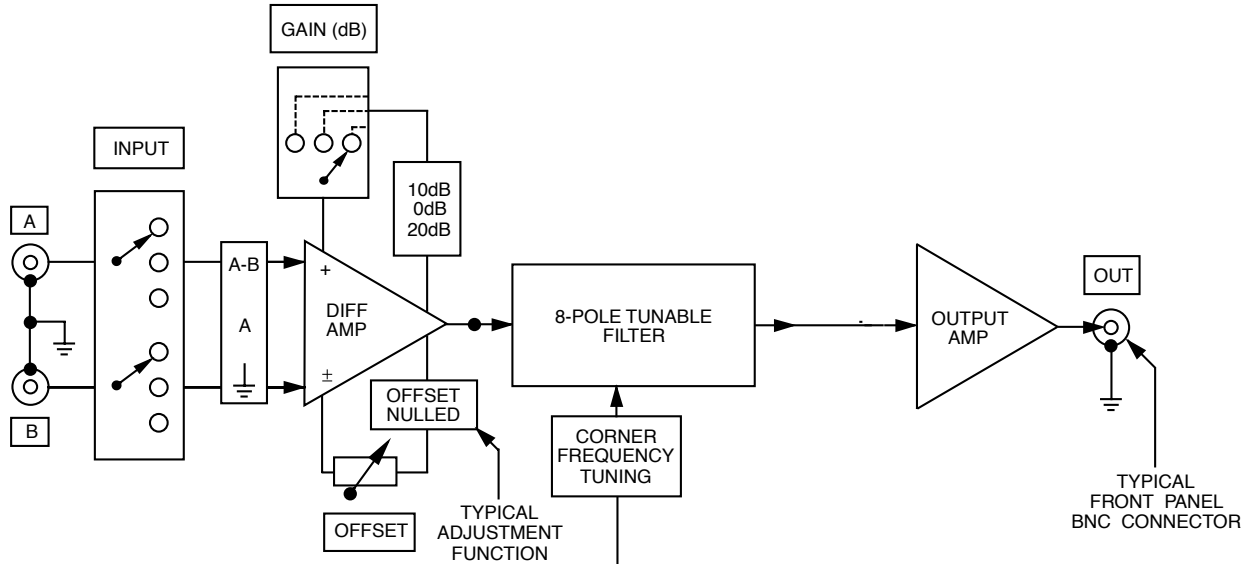 GAIN (dB)
INPUT
10dB
0dB
20dB
A
A-B
A
+
DIFF
AMP
±
8-POLE TUNABLE
FILTER
OUTPUT
AMP
OUT
B
OFFSET
NULLED
CORNER
FREQUENCY
TUNING
OFFSET
TYPICAL
ADJUSTMENT
FUNCTION
TYPICAL
FRONT PANEL
BNC CONNECTOR